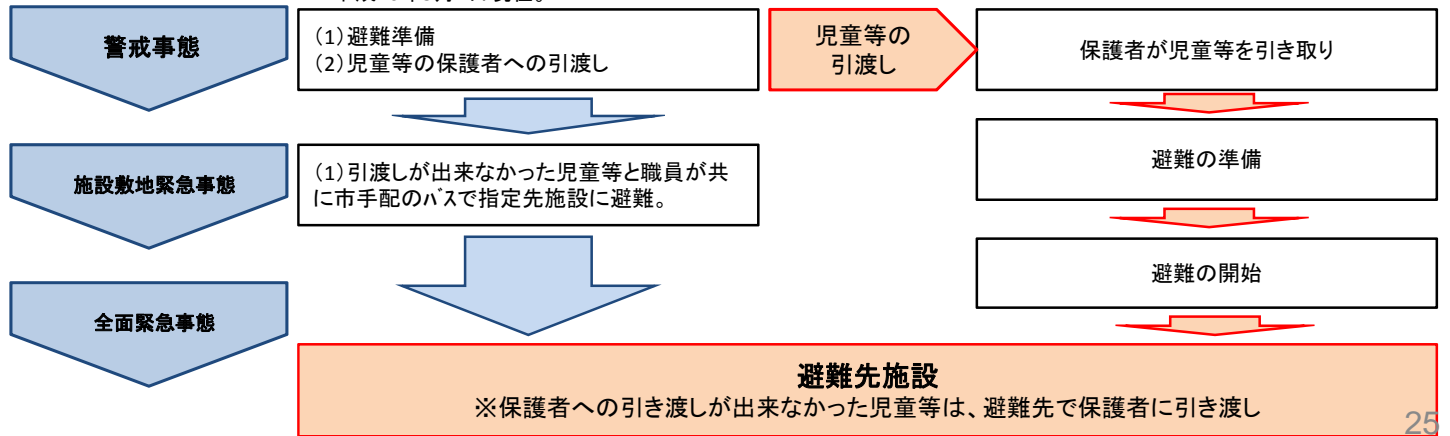 警戒事態
(1)避難準備
(2)児童等の保護者への引渡し
児童等の
引渡し
保護者が児童等を引き取り
施設敷地緊急事態
(1)引渡しが出来なかった児童等と職員が共
に市手配のバスで指定先施設に避難。
避難の準備
避難の開始
全面緊急事態
避難先施設
※保護者への引き渡しが出来なかった児童等は、避難先で保護者に引き渡し
25